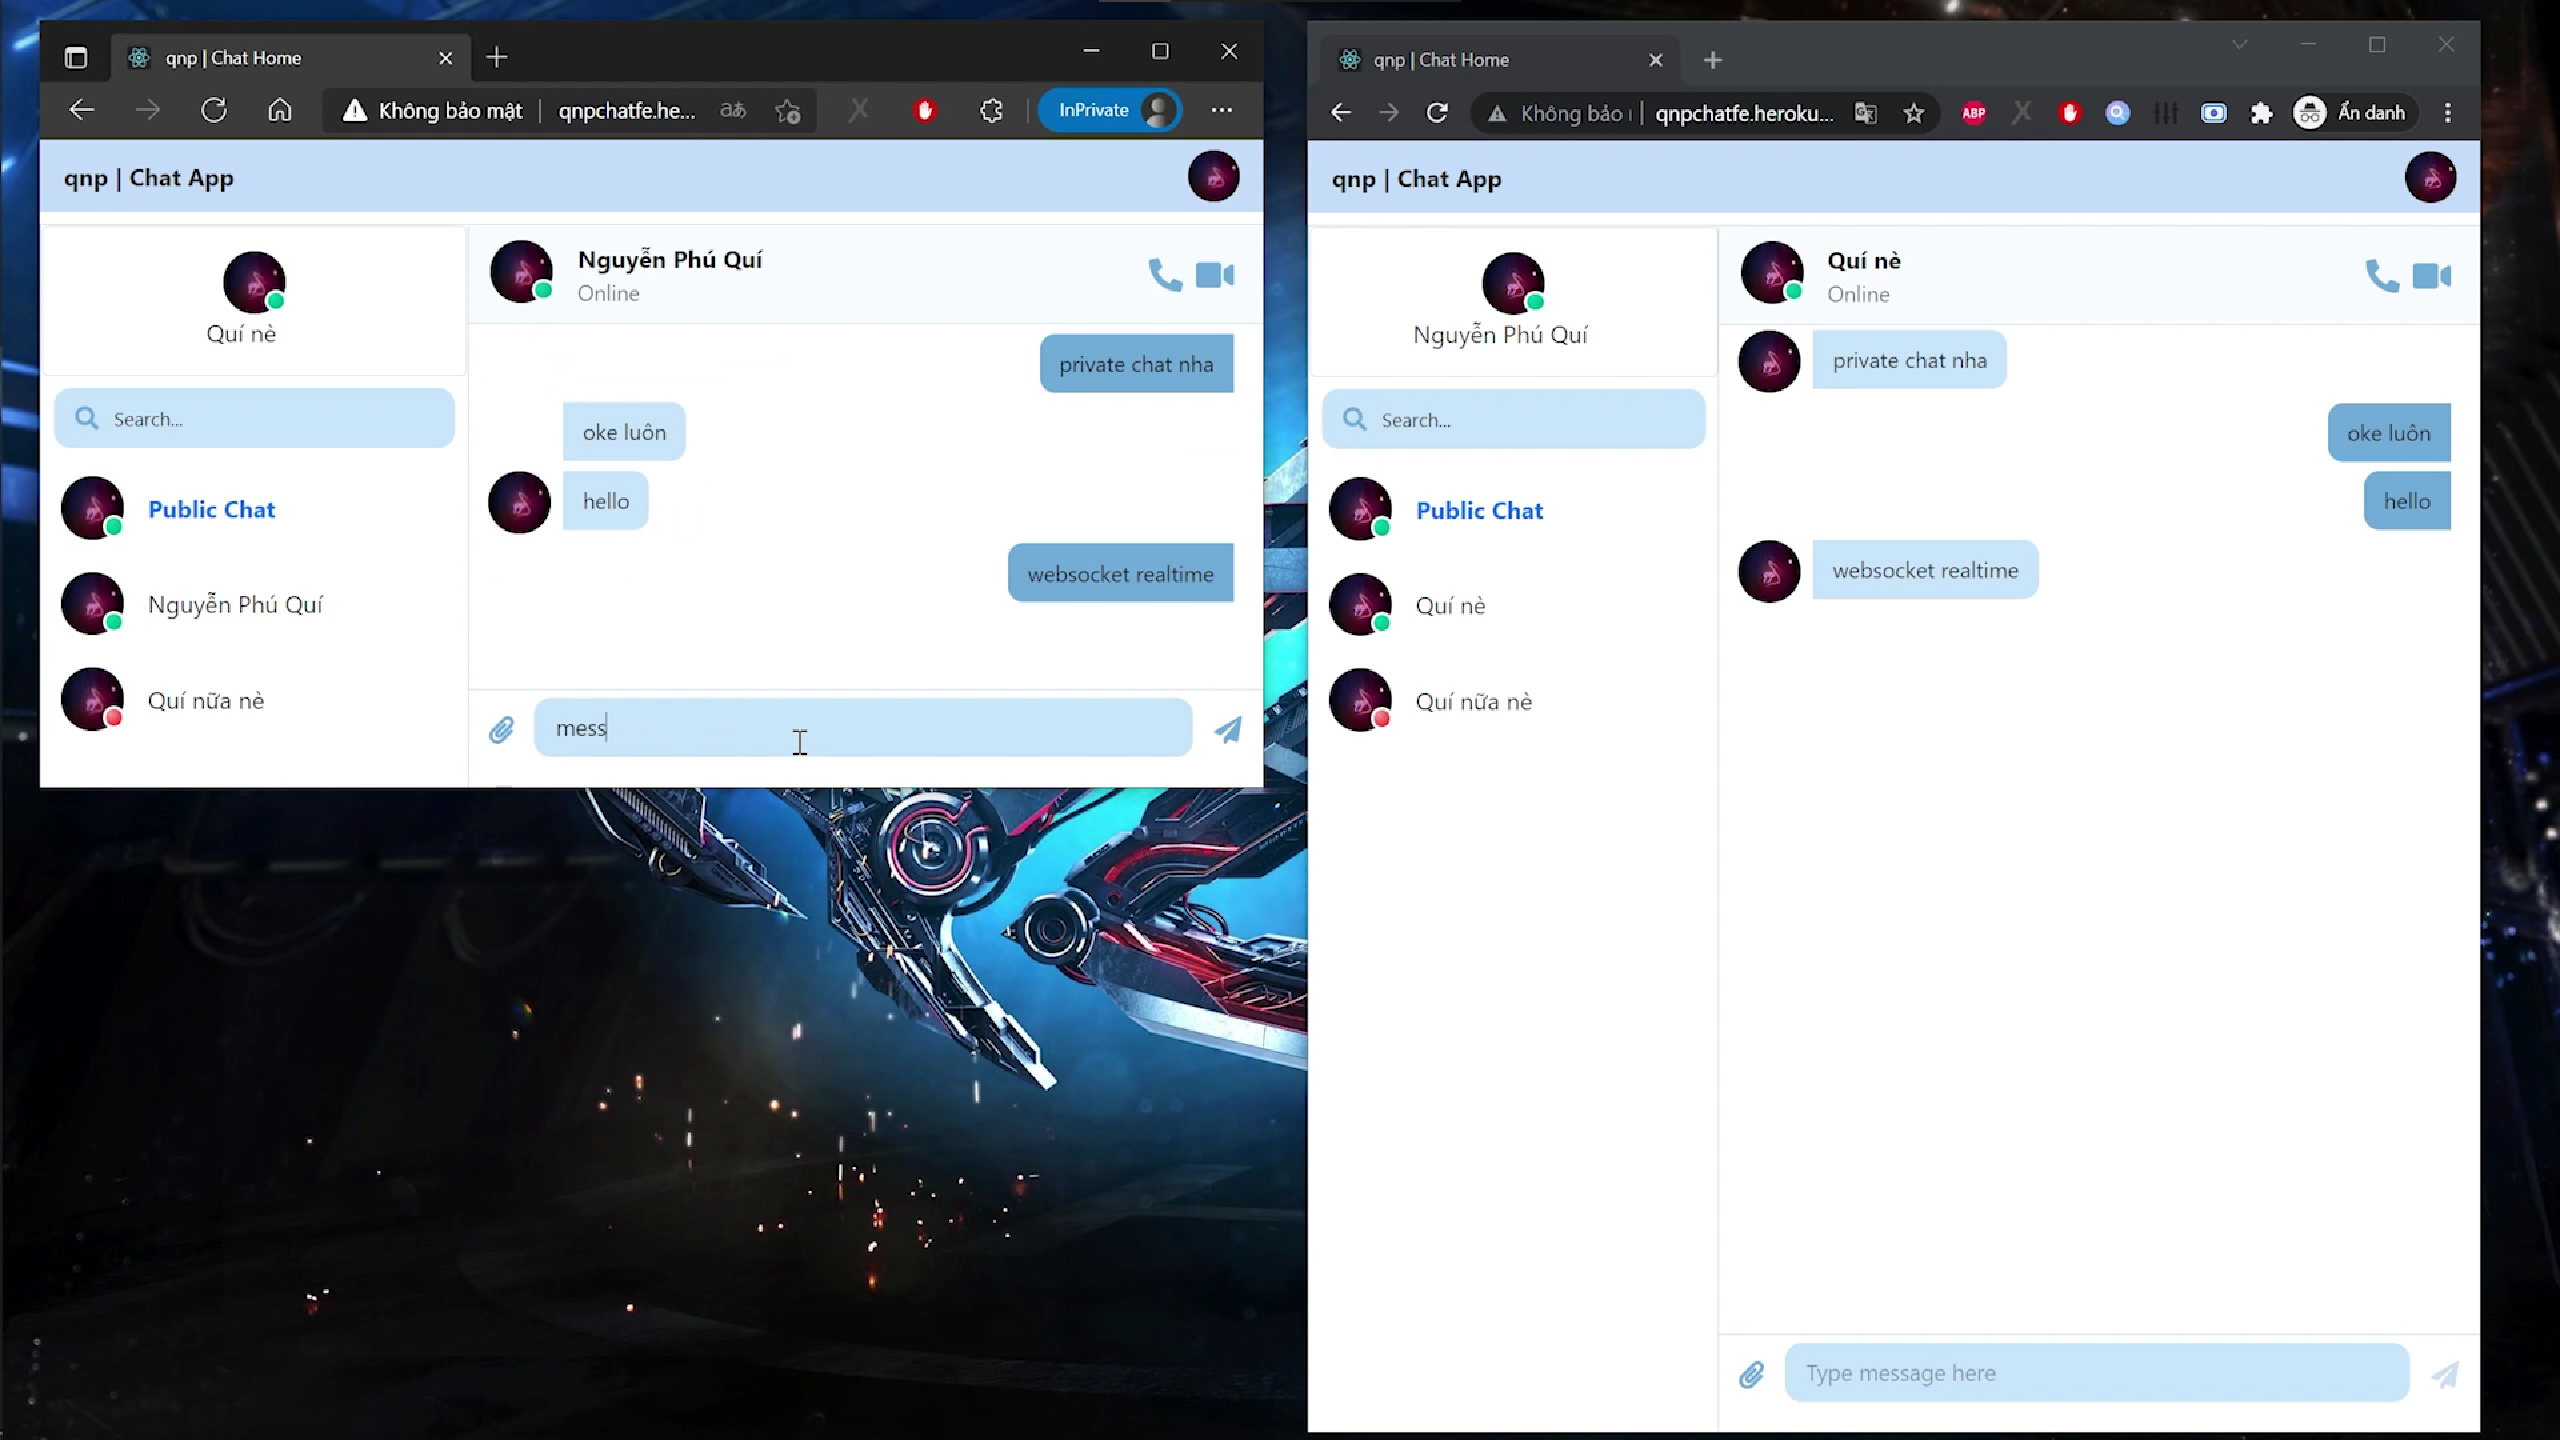 qnp | Chat Home
Không bảo mật
qnpchatfe.he...
InPrivate
qnp | Chat App
Quí nè
Search...
Public Chat
Nguyễn Phú Quí
Quí nữa nè
Nguyễn Phú Quí
Online
private chat nha
oke luôn
hello
websocket realtime
mess
qnp | Chat Home
Không bảo
qnpchatfe.heroku...
ABP
Ẩn danh
qnp | Chat App
Nguyễn Phú Quí
Search...
Public Chat
Quí nè
Quí nữa nè
Quí nè
Online
private chat nha
oke luôn
hello
websocket realtime
Type message here